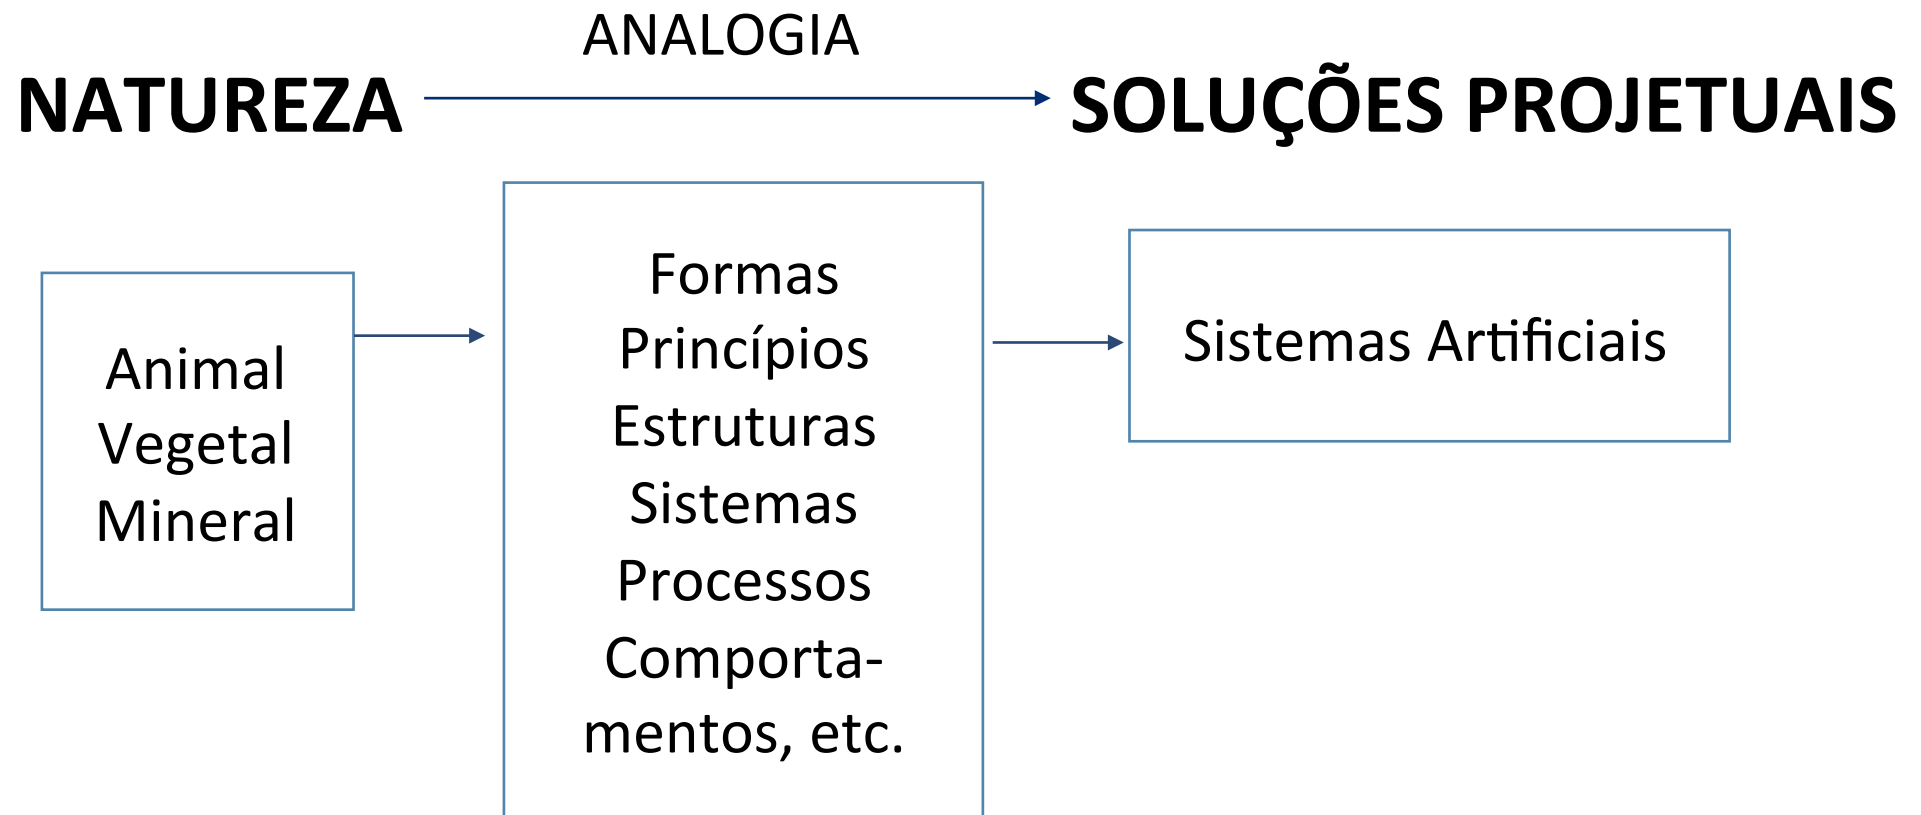 ANALOGIA
NATUREZA
SOLUÇÕES PROJETUAIS
Animal
Vegetal
Mineral
Formas
Princípios
Estruturas
Sistemas
Processos
Comporta-
mentos, etc.
Sistemas Artificiais